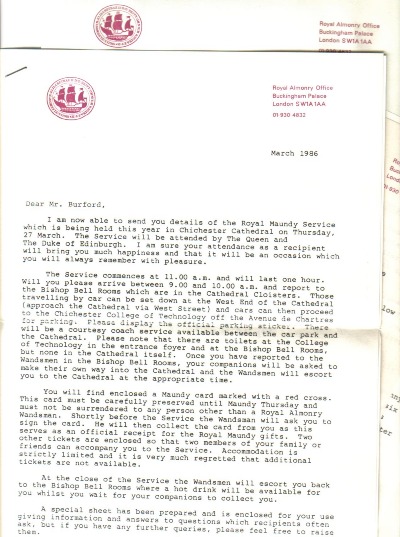 Royal Almonry Office
Buckingham Palace
London SW1A 1AA
Royal Almonry Office
Buckingham Palace
London SW1A 1AA
01 930 4832
March 1986
Dear Mr. Burford,
I am now able to send you details of the Royal Maundy Service
which is being held this year in Chichester Cathedral on Thursday,
27 March. The Service will be attended by The Queen and
The Duke of Edinburgh. I am sure your attendance as a recipient
will bring you much happiness and that it will be an occasion which
you will always remember with pleasure.
The Service commences at 11.00 a.m. and will last one hour.
Will you please arrive between 9.00 and 10.00 a.m. and report to
the Bishop Bell Rooms which are in the Cathedral Cloisters. Those
travelling by car can be set down at the West End of the Cathedral
(approach the Cathedral via West Street) and cars can then proceed
to the Chichester College of Technology off the Avenue de Chartres
for parking. Please display the official parking sticker. There
will be a courtesy coach service available between the car park and
the Cathedral. Please note that there are toilets at the College
of Technology in the entrance foyer and at the Bishop Bell Rooms,
but none in the Cathedral itself. Once you have reported to the
Wandsmen in the Bishop Bell Rooms, your companions will be asked to
make their own way into the Cathedral and the Wandsmen will escort
you to the Cathedral at the appropriate time.
You will find enclosed a Maundy card marked with a red cross.
This card must be carefully preserved until Maundy Thursday and
must not be surrendered to any person other than a Royal Almonry
Wandsman. Shortly before the Service the Wandsman will ask you to
sign the card. He will then collect the card from you as this
serves as an official receipt for the Royal Maundy gifts. Two
other tickets are enclosed so that two members of your family or
friends can accompany you to the Service. Accommodation is
strictly limited and it is very much regretted that additional
tickets are not available.
At the close of the Service the Wandsmen will escort you back
to the Bishop Bell Rooms where a hot drink will be available for
you whilst you wait for your companions to collect you.
A special sheet has been prepared and is enclosed for your use
giving information and answers to questions which recipients often
ask, but if you have any further queries, please feel free to raise
them.